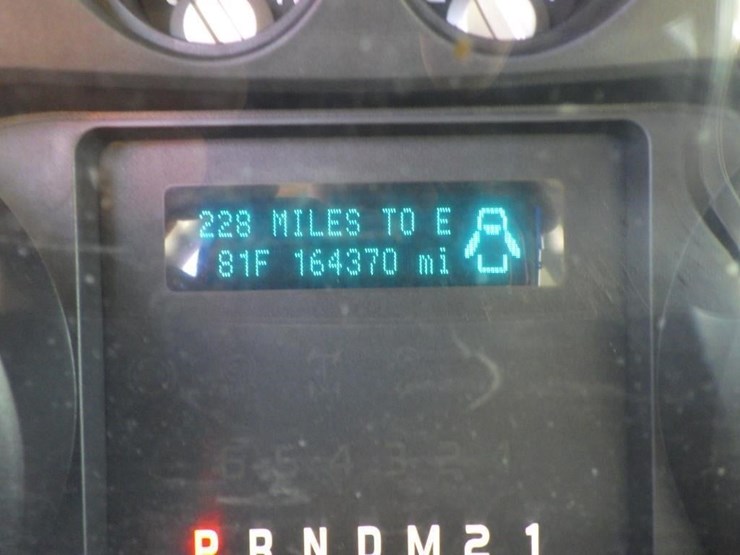 228 MILES TO E
81F 164370 mi
P R N D M 2 1